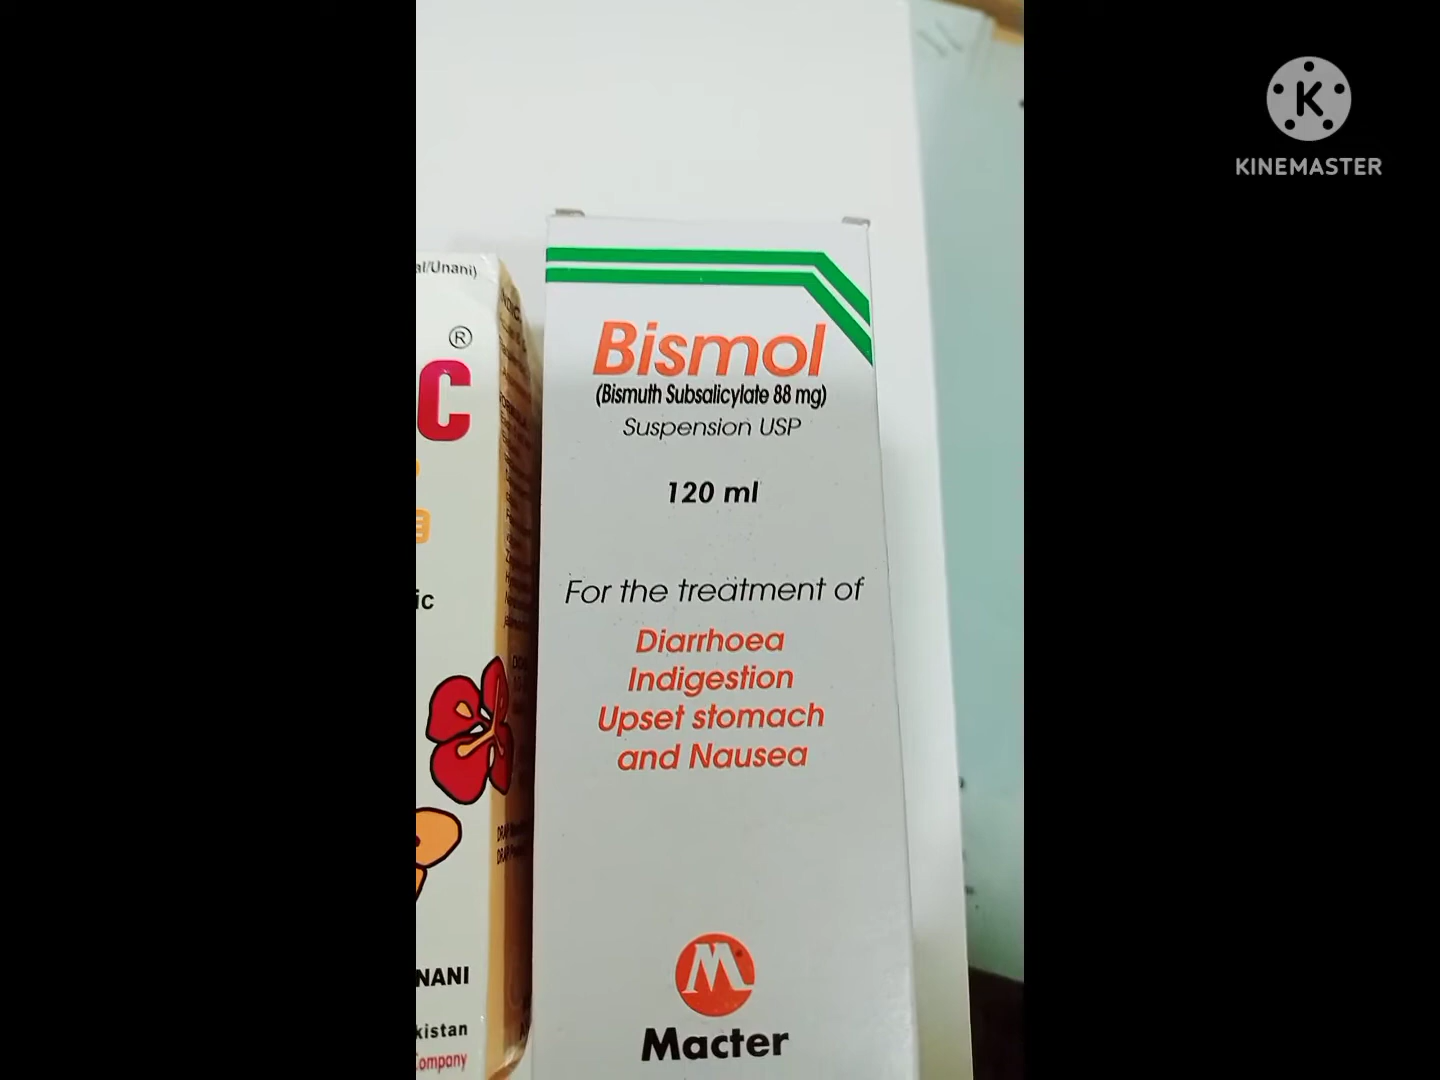 al/Unani)
®
C
ic
NANI
kistan
Company
Bismol
(Bismuth Subsalicylate 88 mg)
Suspension USP
120 ml
For the treatment of
Diarrhoea
Indigestion
Upset stomach
and Nausea
M
Macter
K
KINEMASTER